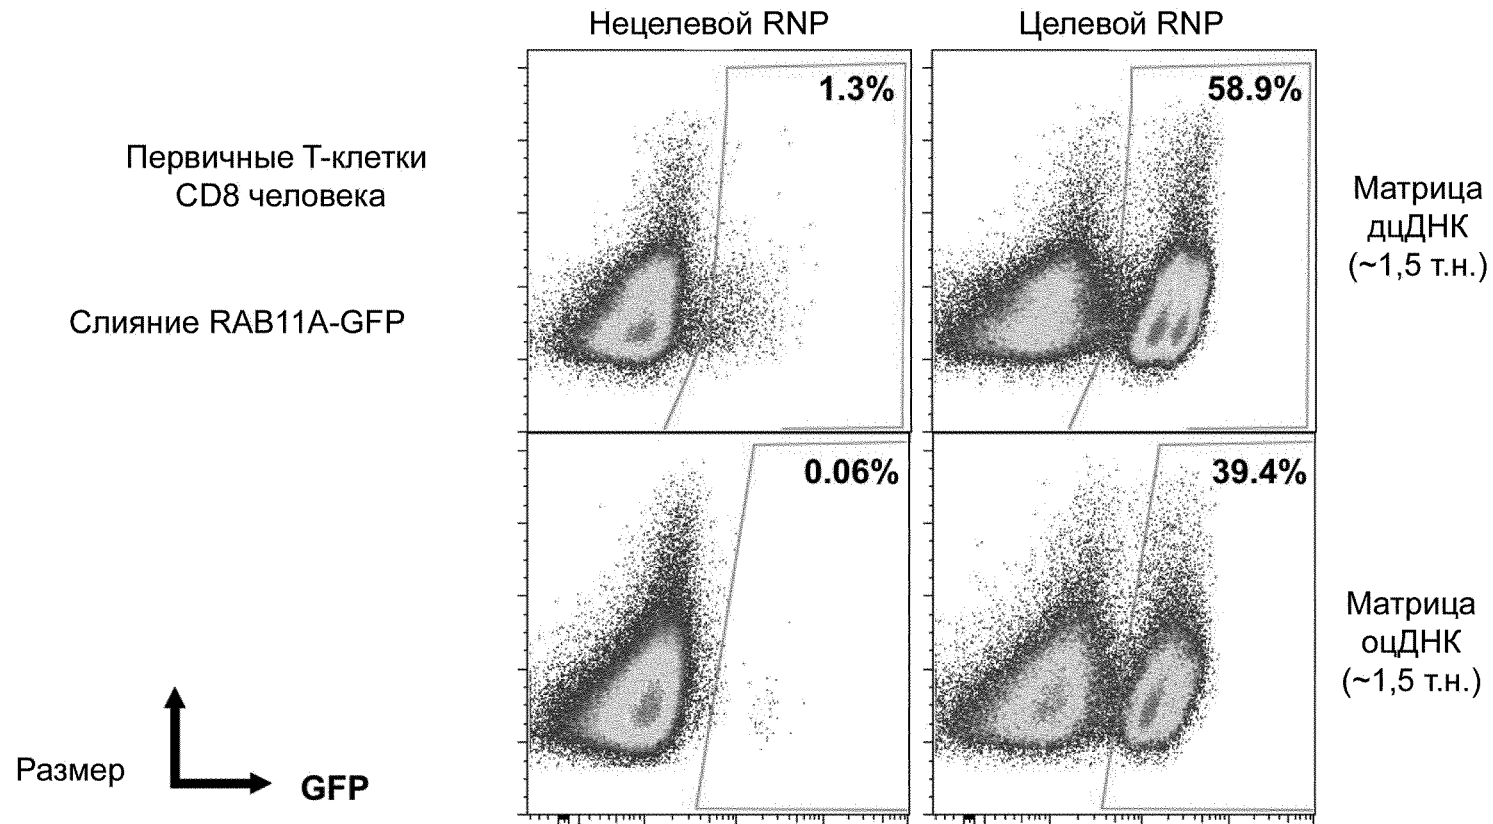 Нецелевой RNP
Целевой RNP
1.3%
58.9%
Первичные Т-клетки
CD8 человека
Матрица
дцДНК
(~1,5 т.н.)
Слияние RAB11A-GFP
0.06%
39.4%
Матрица
оцДНК
(~1,5 т.н.)
Размер
GFP